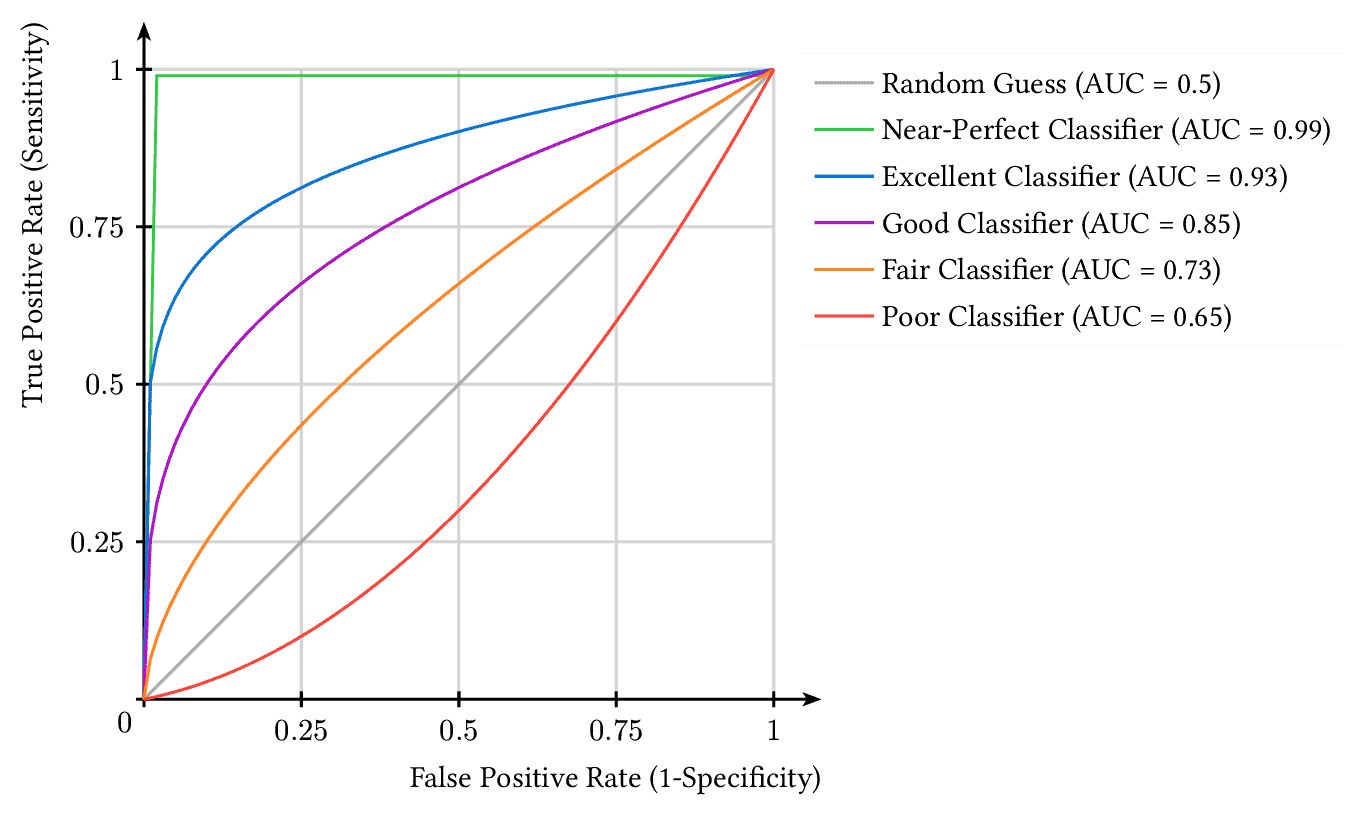 True Positive Rate (Sensitivity)
1
0.75
0.5
0.25
0
0.25
0.5
0.75
1
False Positive Rate (1-Specificity)
Random Guess (AUC = 0.5)
Near-Perfect Classifier (AUC = 0.99)
Excellent Classifier (AUC = 0.93)
Good Classifier (AUC = 0.85)
Fair Classifier (AUC = 0.73)
Poor Classifier (AUC = 0.65)